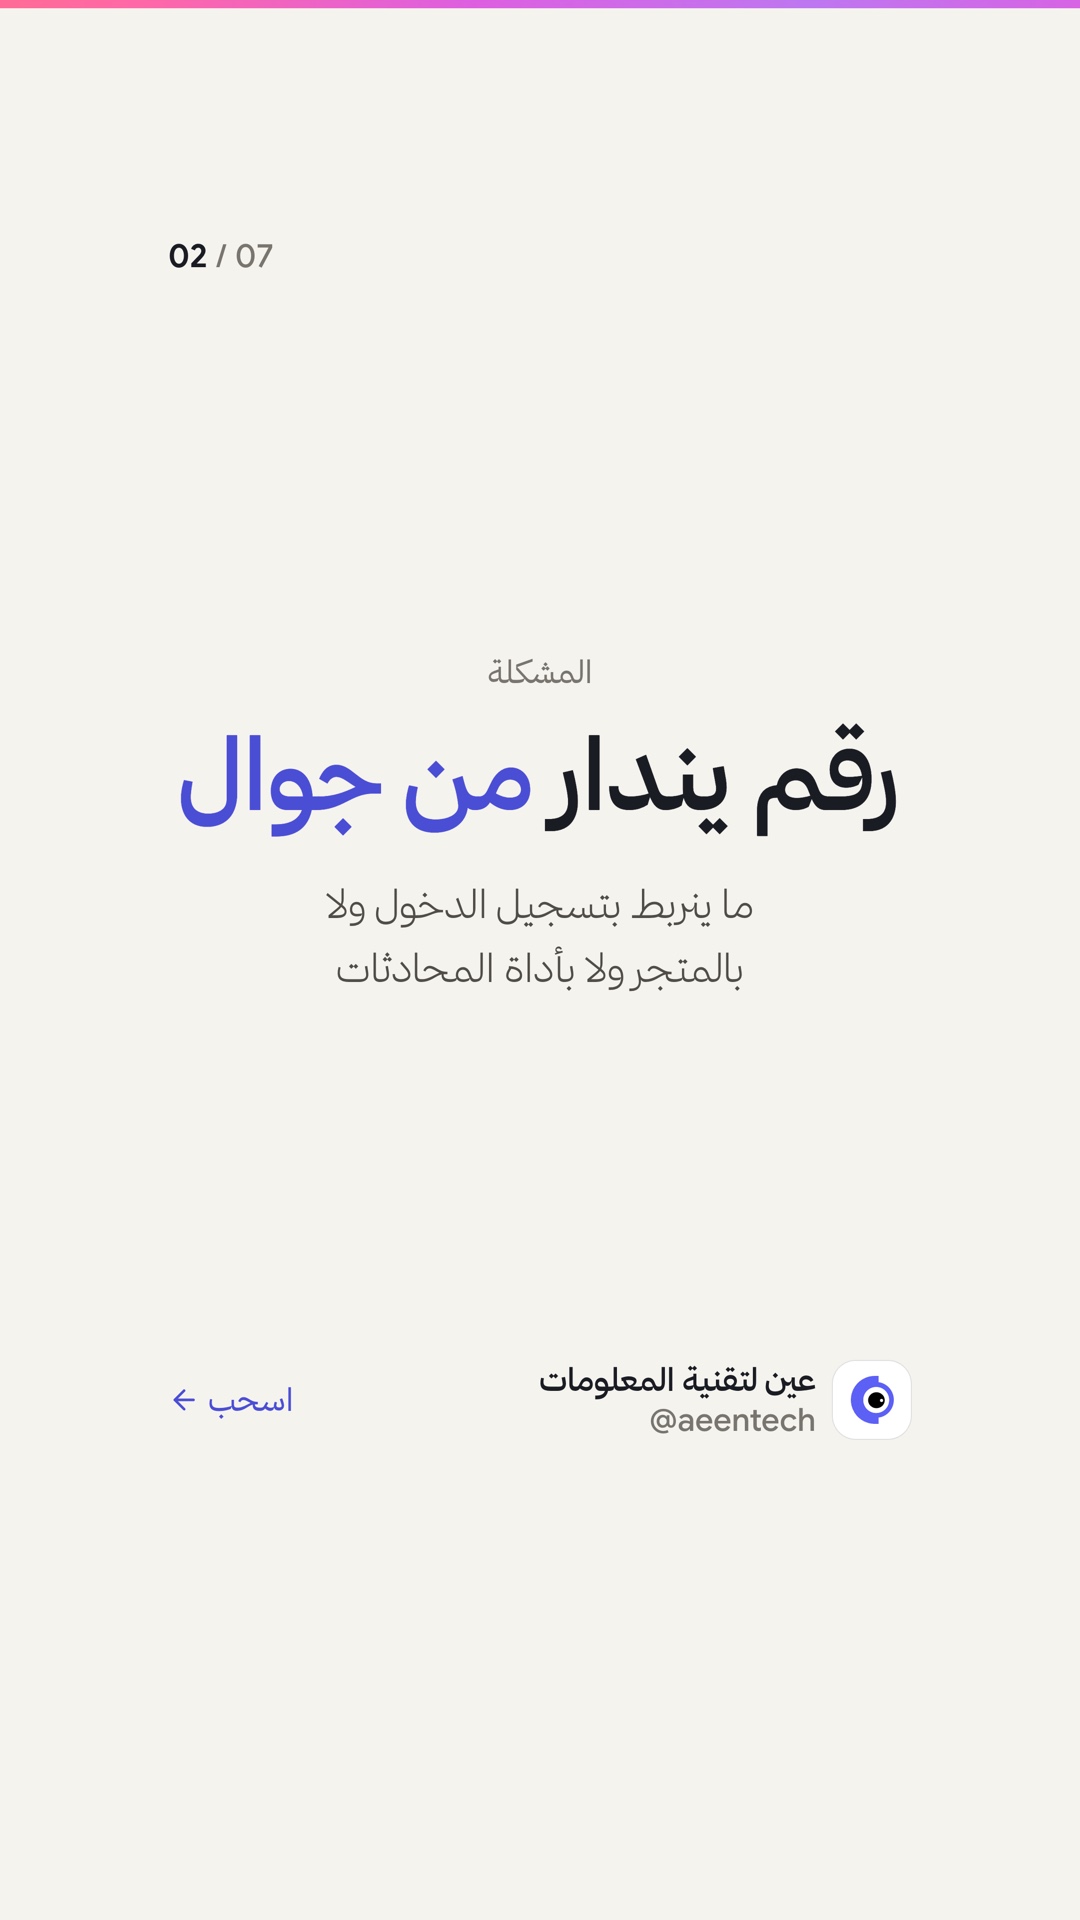 02 / 07
المشكلة
رقم يندار من جوال
ما ينربط بتسجيل الدخول ولا
بالمتجر ولا بأداة المحادثات
عين لتقنية المعلومات
@aeentech
اسحب ←